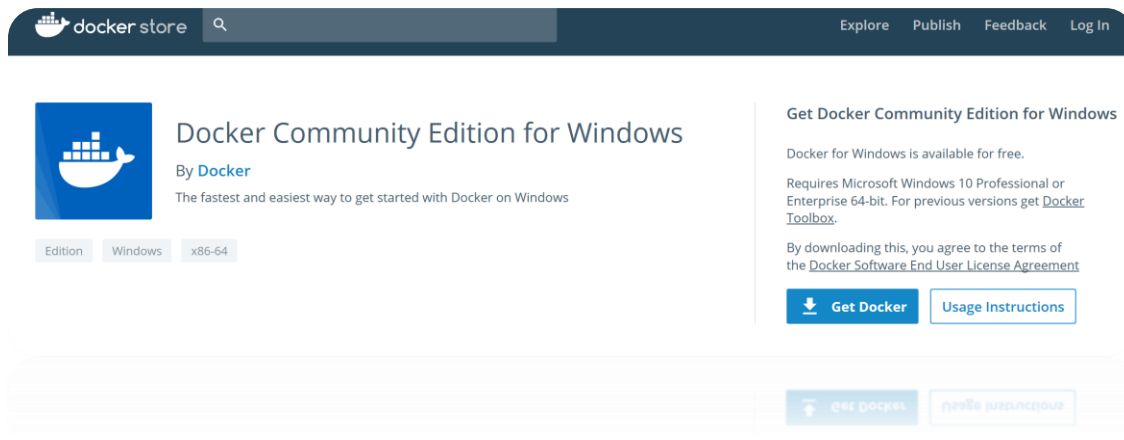 docker store
Explore Publish Feedback Log In
Docker Community Edition for Windows
By Docker
The fastest and easiest way to get started with Docker on Windows
Edition Windows x86-64
Get Docker Community Edition for Windows
Docker for Windows is available for free.
Requires Microsoft Windows 10 Professional or
Enterprise 64-bit. For previous versions get Docker
Toolbox.
By downloading this, you agree to the terms of
the Docker Software End User License Agreement
Get Docker Usage Instructions
Get Docker Usage Instructions